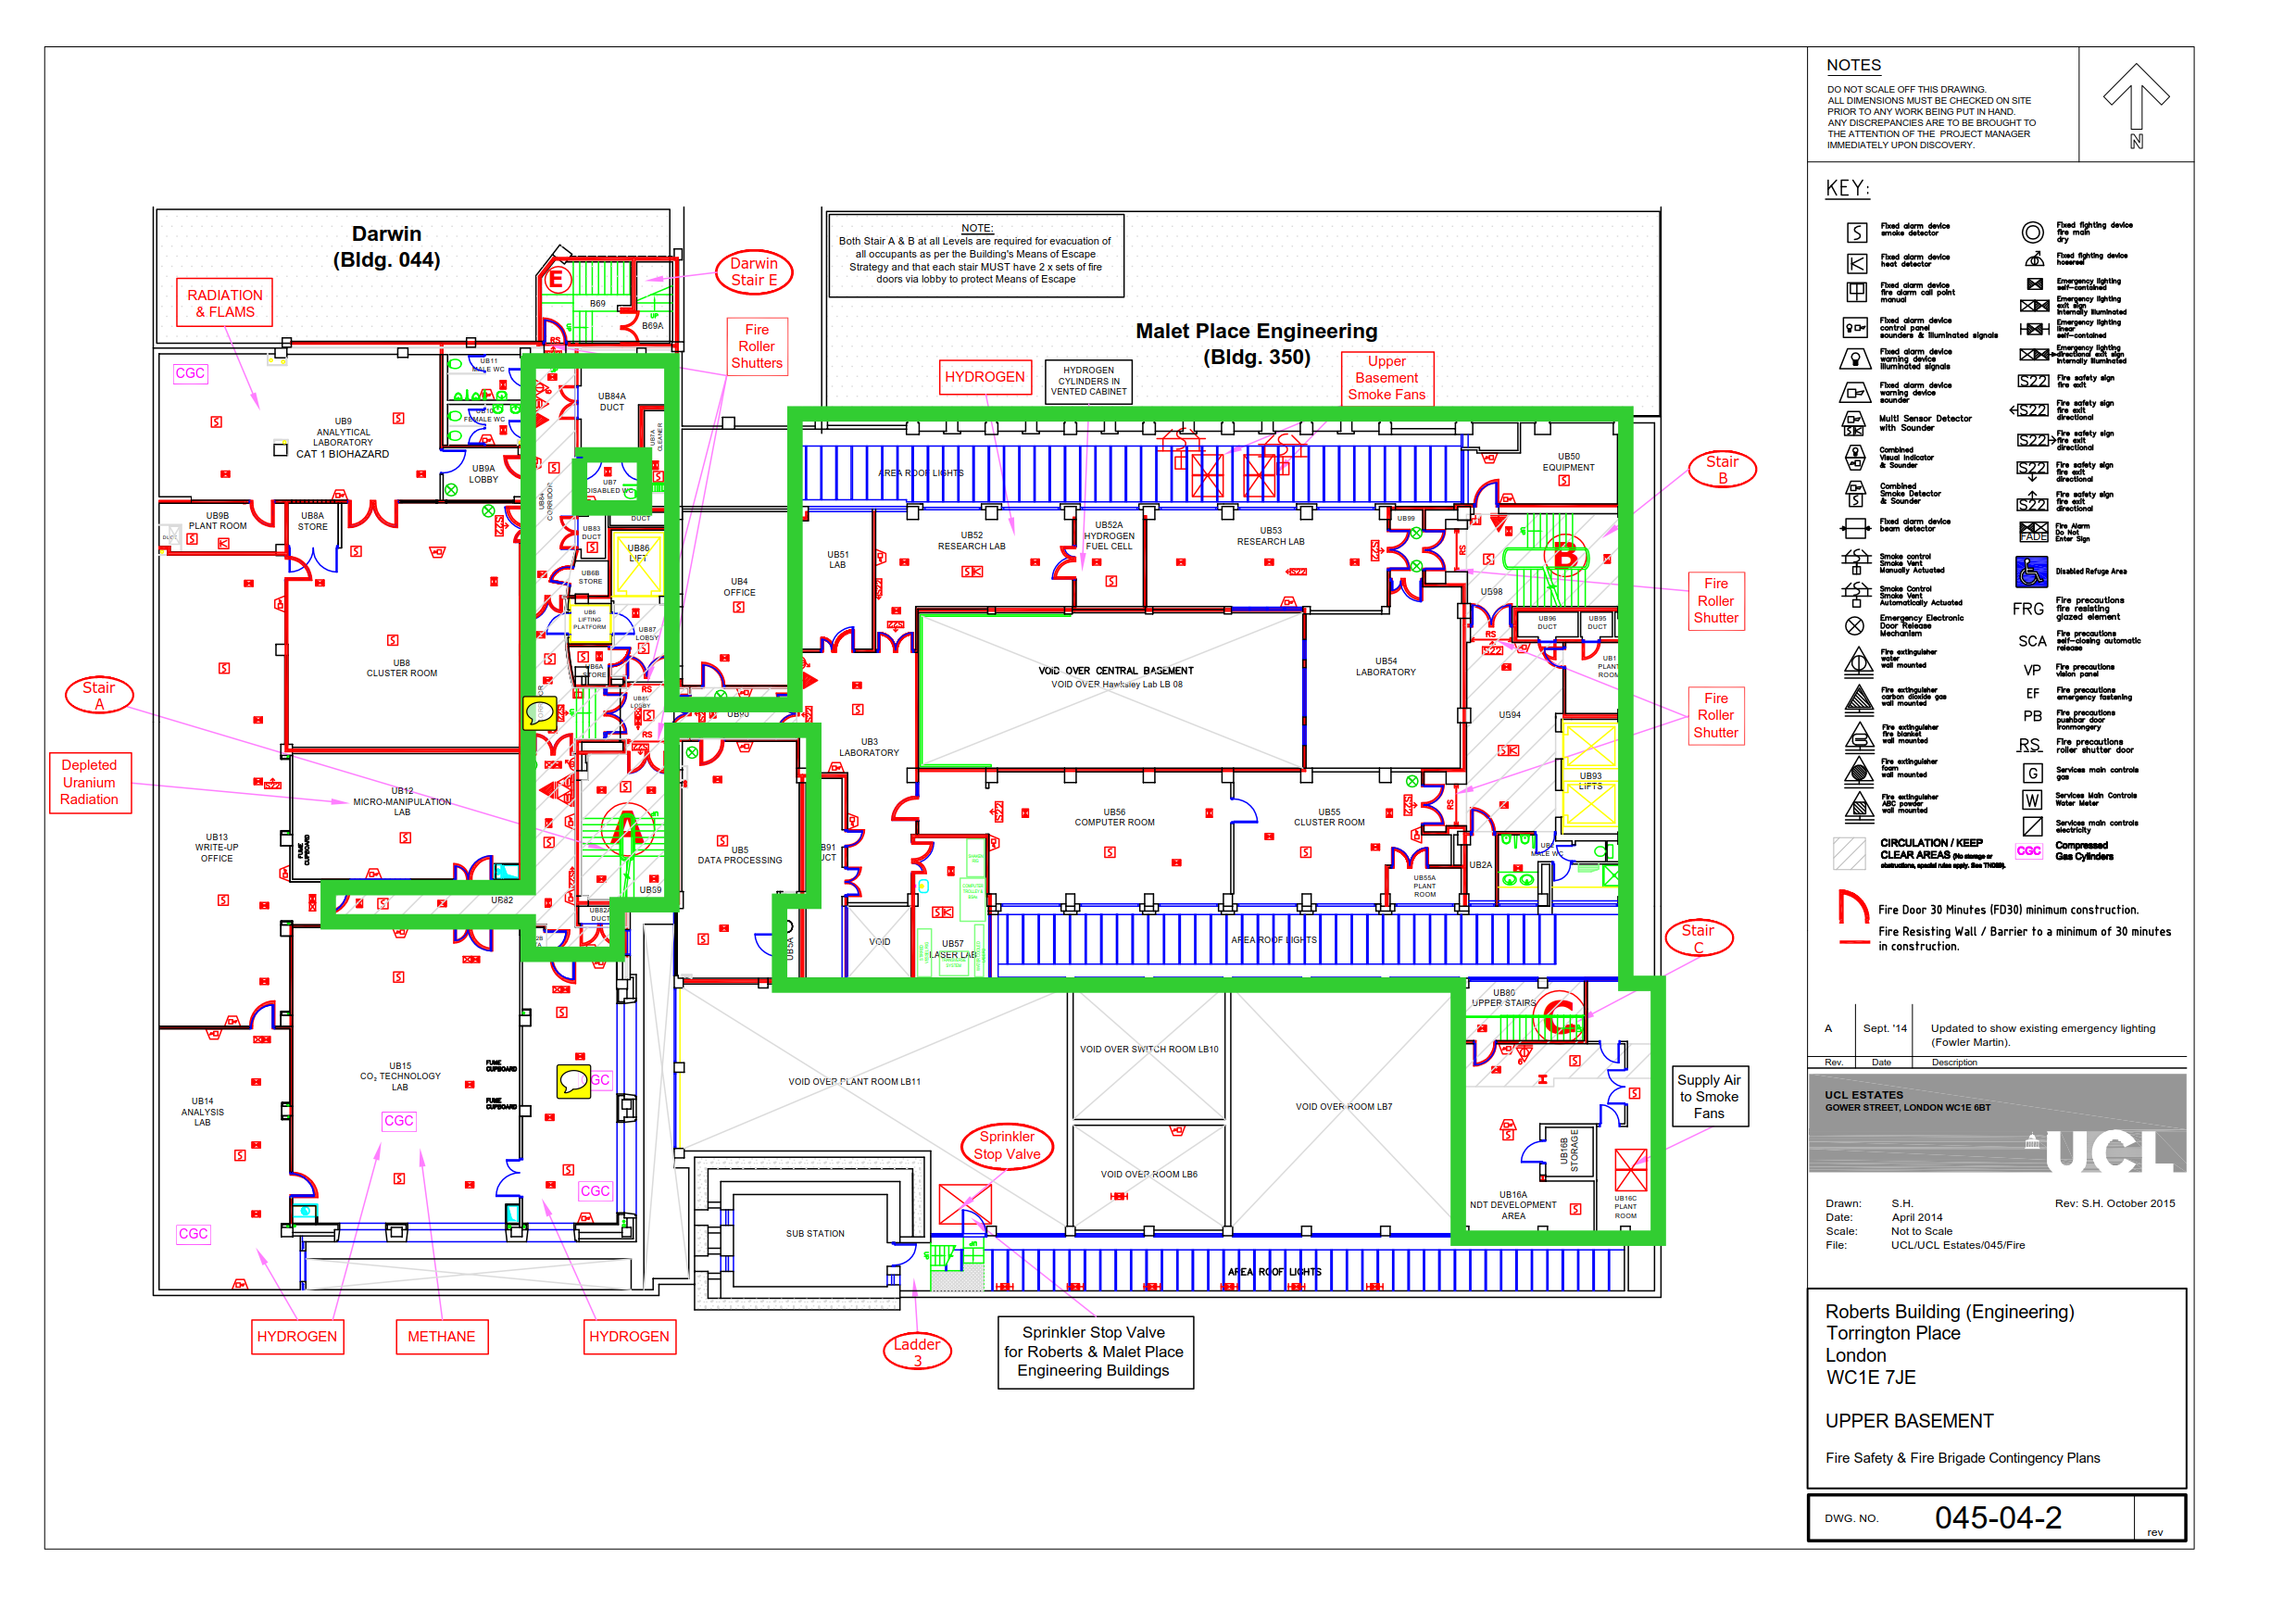 NOTES
DO NOT SCALE OFF THIS DRAWING.
ALL DIMENSIONS MUST BE CHECKED ON SITE
PRIOR TO ANY WORK BEING PUT IN HAND.
ANY DISCREPANCIES ARE TO BE BROUGHT TO
THE ATTENTION OF THE PROJECT MANAGER
IMMEDIATELY UPON DISCOVERY.
N
Darwin
(Bldg. 044)
NOTE:
Both Stair A & B at all Levels are required for evacuation of
all occupants as per the Building's Means of Escape
Strategy and that each stair MUST have 2 x sets of fire
doors via lobby to protect Means of Escape
Malet Place Engineering
(Bldg. 350)
RADIATION
& FLAMS
Darwin
Stair E
E
B69
UP
B69A
RS
Fire
Roller
Shutters
HYDROGEN
HYDROGEN
CYLINDERS IN
VENTED CABINET
Upper
Basement
Smoke Fans
CGC
UB9
ANALYTICAL
LABORATORY
CAT 1 BIOHAZARD
UB11
MALE WC
FEMALE WC
UB9A
LOBBY
UB84A
DUCT
CLEANER
UB7
DISABLED WC
CORRIDOR
DUCT
UB83
DUCT
UB86
LIFT
UB6B
STORE
UB6
LIFTING
PLATFORM
UB87
LOBBY
UB6A
STORE
UB9B
PLANT ROOM
UB8A
STORE
UB8
CLUSTER ROOM
UB4
OFFICE
AREA ROOF LIGHTS
UB51
LAB
UB52
RESEARCH LAB
UB52A
HYDROGEN
FUEL CELL
UB53
RESEARCH LAB
UB99
UB50
EQUIPMENT
B
Stair
B
Fire
Roller
Shutter
UB98
UB96
DUCT
UB95
DUCT
VOID OVER CENTRAL BASEMENT
VOID OVER Hawksley Lab LB 08
UB54
LABORATORY
UB94
UB93
LIFTS
Fire
Roller
Shutter
Stair
A
UB90
UB3
LABORATORY
Depleted
Uranium
Radiation
UB12
MICRO-MANIPULATION
LAB
FUME
CUPBOARD
UB13
WRITE-UP
OFFICE
A
UB59
UB5
DATA PROCESSING
UB5A
UB56
COMPUTER ROOM
UB55
CLUSTER ROOM
UB55A
PLANT
ROOM
UB2A
MALE WC
UB82
UB82A
DUCT
VOID
UB57
LASER LAB
AREA ROOF LIGHTS
Stair
C
UB80
UPPER STAIRS
C
UB15
CO₂ TECHNOLOGY
LAB
FUME
CUPBOARD
FUME
CUPBOARD
CGC
CGC
CGC
UB14
ANALYSIS
LAB
VOID OVER PLANT ROOM LB11
VOID OVER SWITCH ROOM LB10
VOID OVER ROOM LB6
VOID OVER ROOM LB7
Supply Air
to Smoke
Fans
UB16B
STORAGE
UB16A
NDT DEVELOPMENT
AREA
UB16C
PLANT
ROOM
Sprinkler
Stop Valve
SUB STATION
AREA ROOF LIGHTS
HYDROGEN
METHANE
HYDROGEN
Ladder
3
Sprinkler Stop Valve
for Roberts & Malet Place
Engineering Buildings
KEY:
Fixed alarm device
smoke detector
Fixed alarm device
heat detector
Fixed alarm device
fire alarm call point
manual
Fixed alarm device
control panel
sounders & illuminated signals
Fixed alarm device
warning device
illuminated signals
Fixed alarm device
warning device
sounder
Multi Sensor Detector
with Sounder
Combined
Visual Indicator
& Sounder
Combined
Smoke Detector
& Sounder
Fixed alarm device
beam detector
Smoke control
Smoke Vent
Manually Actuated
Smoke Control
Smoke Vent
Automatically Actuated
Emergency Electronic
Door Release
Mechanism
Fire extinguisher
water
wall mounted
Fire extinguisher
carbon dioxide gas
wall mounted
Fire extinguisher
fire blanket
wall mounted
Fire extinguisher
foam
wall mounted
Fire extinguisher
ABC powder
wall mounted
CIRCULATION / KEEP
CLEAR AREAS
Fixed fighting device
fire main
dry
Fixed fighting device
hosereel
Emergency lighting
self-contained
Emergency lighting
exit sign
internally illuminated
Emergency lighting
linear
self-contained
Emergency lighting
directional exit sign
internally illuminated
S22
Fire safety sign
fire exit
S22
Fire safety sign
fire exit
directional
S22
Fire safety sign
fire exit
directional
S22
Fire safety sign
fire exit
directional
S22
Fire safety sign
fire exit
directional
FADE
Fire Alarm
Do Not
Enter Sign
Disabled Refuge Area
FRG
Fire precautions
fire resisting
glazed element
SCA
Fire precautions
self-closing automatic
release
VP
Fire precautions
vision panel
EF
Fire precautions
emergency fastening
PB
Fire precautions
pushbar door
ironmongery
RS
Fire precautions
roller shutter door
G
Services main controls
gas
W
Services Main Controls
Water Meter
Services main controls
electricity
CGC
Compressed
Gas Cylinders
Fire Door 30 Minutes (FD30) minimum construction.
Fire Resisting Wall / Barrier to a minimum of 30 minutes
in construction.
A Sept. '14 Updated to show existing emergency lighting
(Fowler Martin).
Rev. Date Description
UCL ESTATES
GOWER STREET, LONDON WC1E 6BT
UCL
Drawn: S.H. Rev: S.H. October 2015
Date: April 2014
Scale: Not to Scale
File: UCL/UCL Estates/045/Fire
Roberts Building (Engineering)
Torrington Place
London
WC1E 7JE
UPPER BASEMENT
Fire Safety & Fire Brigade Contingency Plans
DWG. NO. 045-04-2
rev